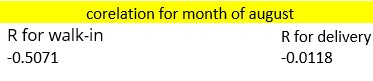 corelation for month of august
R for walk-in R for delivery
-0.5071 -0.0118